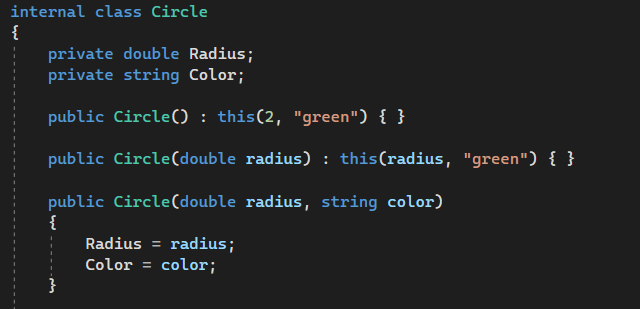 internal class Circle
{
private double Radius;
private string Color;
public Circle() : this(2, "green") { }
public Circle(double radius) : this(radius, "green") { }
public Circle(double radius, string color)
{
Radius = radius;
Color = color;
}